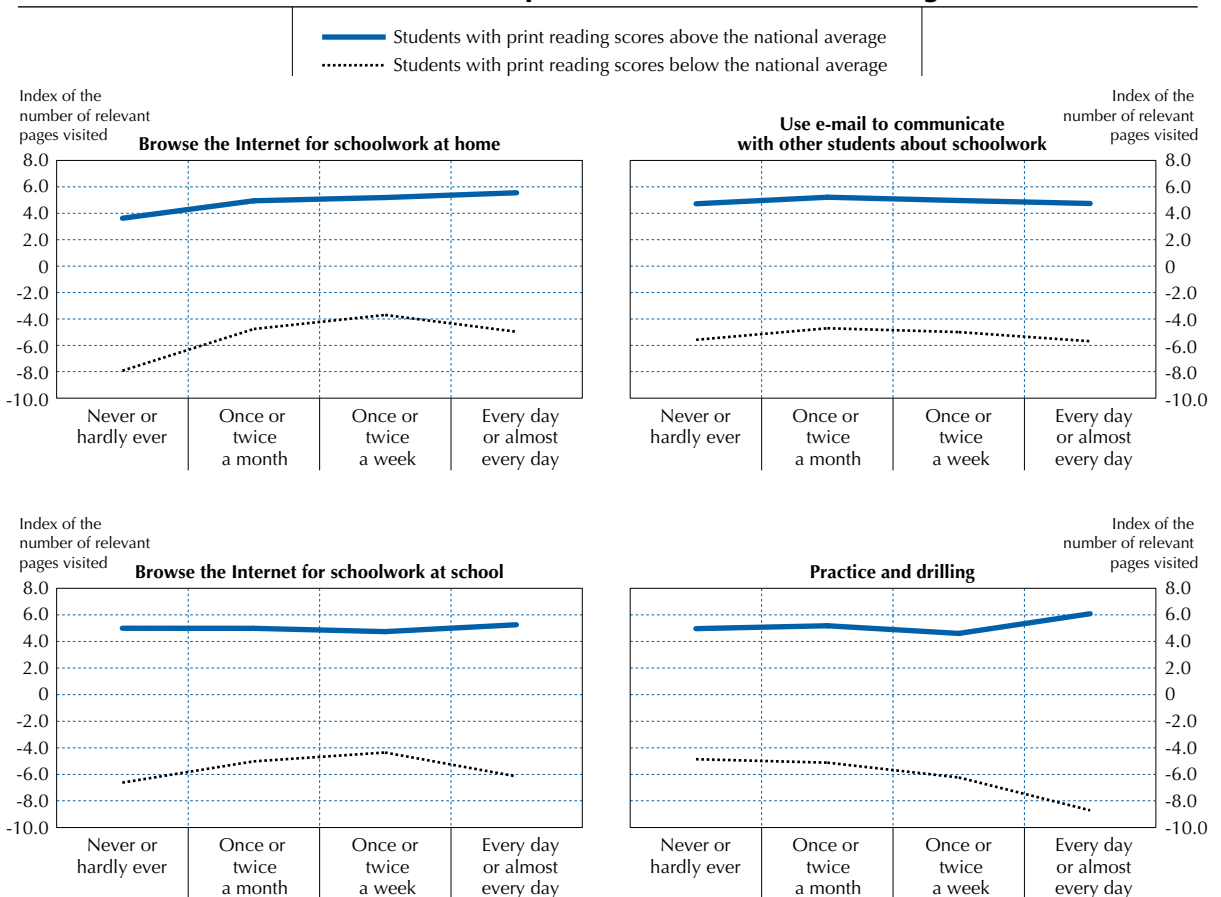 Students with print reading scores above the national average
Students with print reading scores below the national average
Index of the
number of relevant
pages visited
Browse the Internet for schoolwork at home
8.0
6.0
4.0
2.0
0
-2.0
-4.0
-6.0
-8.0
-10.0
Never or
hardly ever
Once or
twice
a month
Once or
twice
a week
Every day
or almost
every day
Index of the
number of relevant
pages visited
Use e-mail to communicate
with other students about schoolwork
8.0
6.0
4.0
2.0
0
-2.0
-4.0
-6.0
-8.0
-10.0
Never or
hardly ever
Once or
twice
a month
Once or
twice
a week
Every day
or almost
every day
Index of the
number of relevant
pages visited
Browse the Internet for schoolwork at school
8.0
6.0
4.0
2.0
0
-2.0
-4.0
-6.0
-8.0
-10.0
Never or
hardly ever
Once or
twice
a month
Once or
twice
a week
Every day
or almost
every day
Index of the
number of relevant
pages visited
Practice and drilling
8.0
6.0
4.0
2.0
0
-2.0
-4.0
-6.0
-8.0
-10.0
Never or
hardly ever
Once or
twice
a month
Once or
twice
a week
Every day
or almost
every day